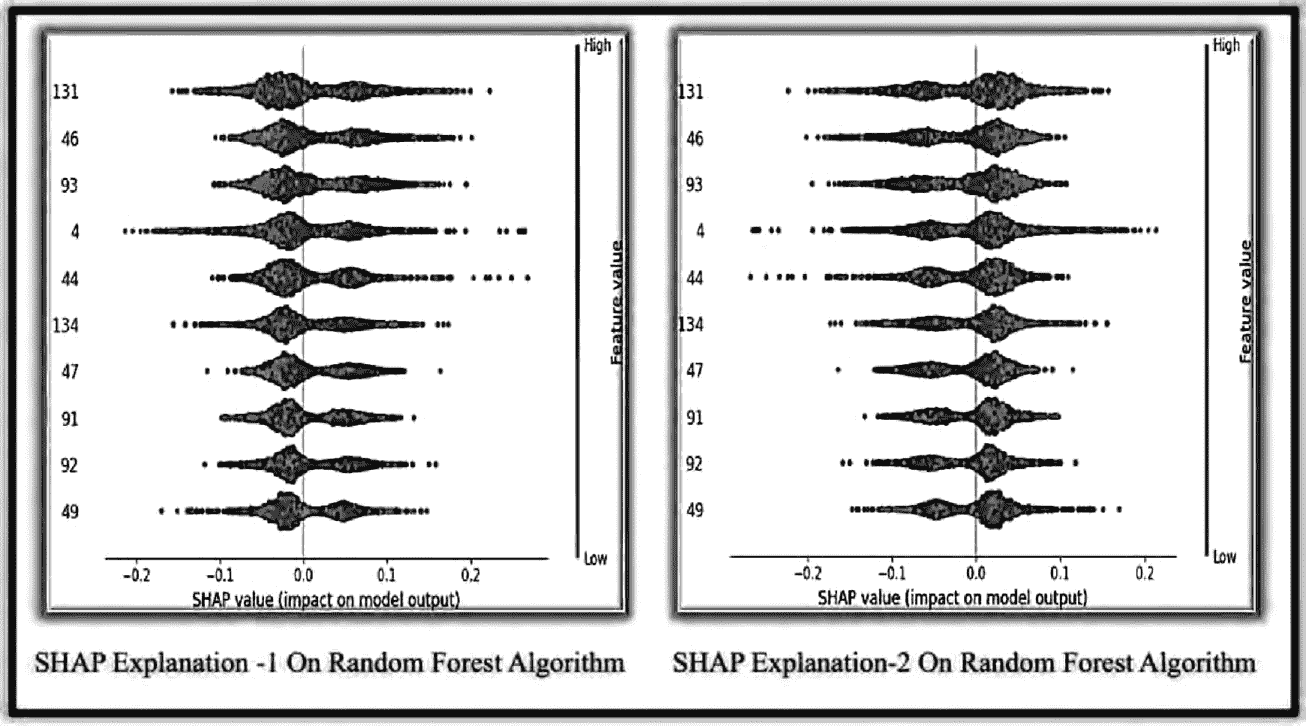 High
131
46
93
4
44
134
47
91
92
49
Feature value
Low
−0.2 −0.1 0.0 0.1 0.2
SHAP value (impact on model output)
SHAP Explanation -1 On Random Forest Algorithm
High
131
46
93
4
44
134
47
91
92
49
Feature value
Low
−0.2 −0.1 0.0 0.1 0.2
SHAP value (impact on model output)
SHAP Explanation-2 On Random Forest Algorithm